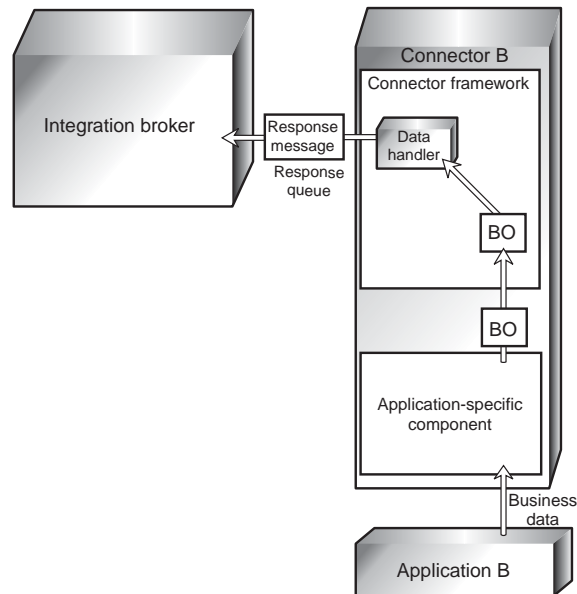 Connector B
Connector framework
Integration broker
Response
message
Response
queue
Data
handler
BO
BO
Application-specific
component
Business
data
Application B